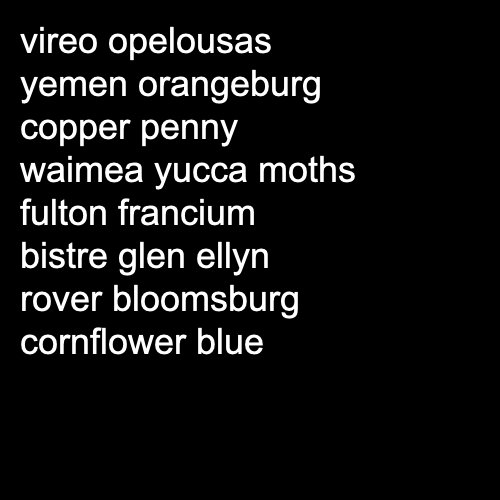 vireo opelousas
yemen orangeburg
copper penny
waimea yucca moths
fulton francium
bistre glen ellyn
rover bloomsburg
cornflower blue